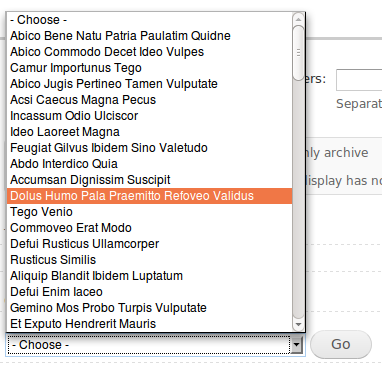 - Choose -
Abico Bene Natu Patria Paulatim Quidne
Abico Commodo Decet Ideo Vulpes
Camur Importunus Tego
Abico Jugis Pertineo Tamen Vulputate
Acsi Caecus Magna Pecus
Incassum Odio Ulciscor
Ideo Laoreet Magna
Feugiat Gilvus Ibidem Sino Valetudo
Abdo Interdico Quia
Accumsan Dignissim Suscipit
Dolus Humo Pala Praemitto Refoveo Validus
Tego Venio
Commoveo Erat Modo
Defui Rusticus Ullamcorper
Rusticus Similis
Aliquip Blandit Ibidem Luptatum
Defui Enim Iaceo
Gemino Mos Probo Turpis Vulputate
Et Exputo Hendrerit Mauris
- Choose -
Go
ers:
Separat
nly archive
display has no